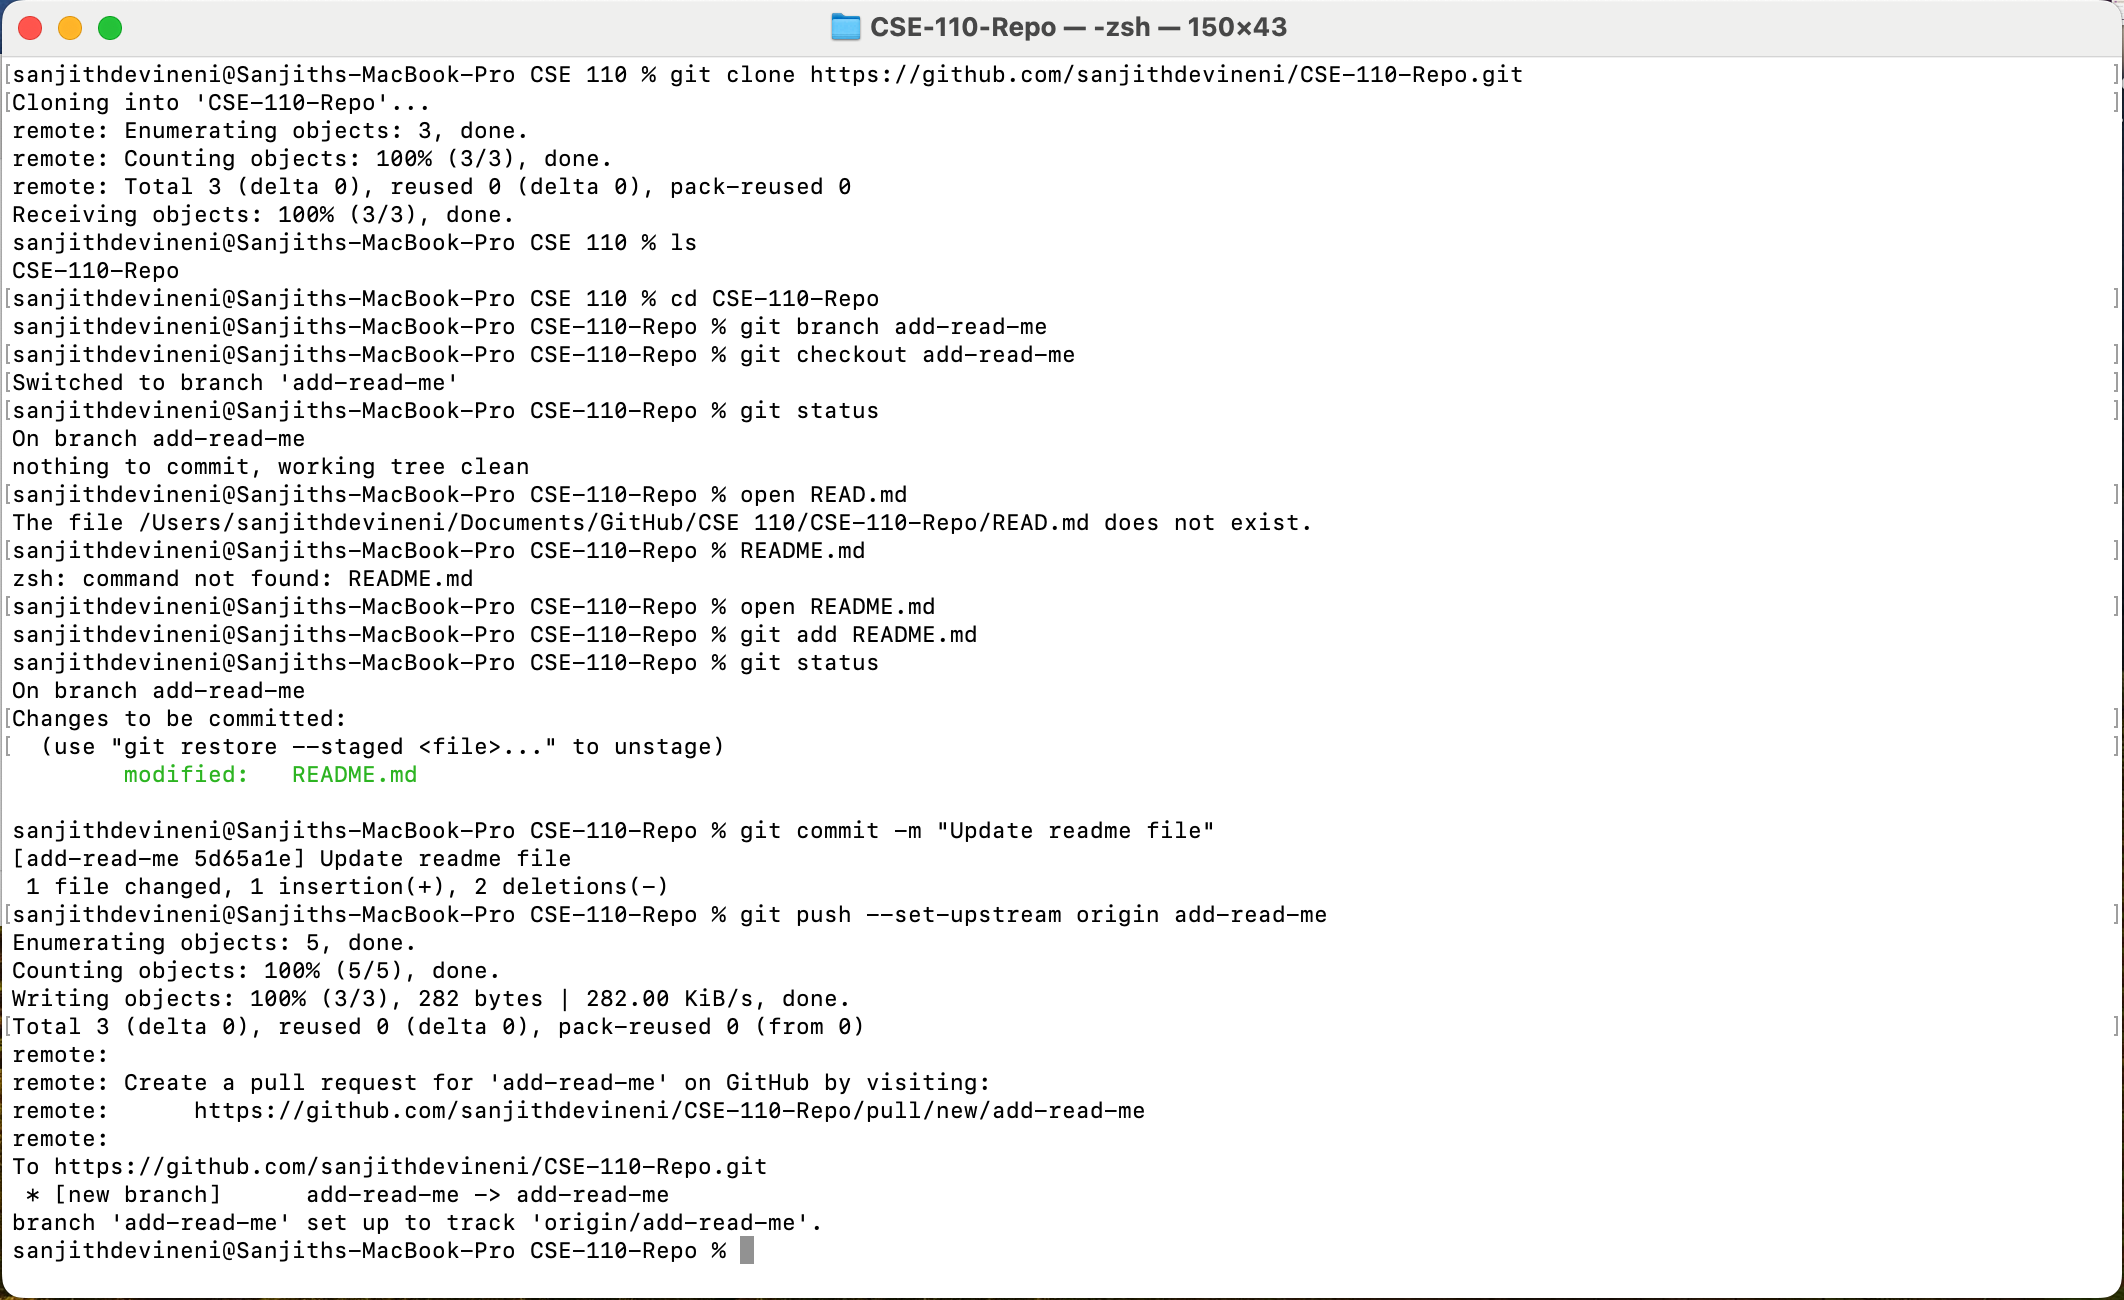 CSE-110-Repo — -zsh — 150×43
sanjithdevineni@Sanjiths-MacBook-Pro CSE 110 % git clone https://github.com/sanjithdevineni/CSE-110-Repo.git
Cloning into 'CSE-110-Repo'...
remote: Enumerating objects: 3, done.
remote: Counting objects: 100% (3/3), done.
remote: Total 3 (delta 0), reused 0 (delta 0), pack-reused 0
Receiving objects: 100% (3/3), done.
sanjithdevineni@Sanjiths-MacBook-Pro CSE 110 % ls
CSE-110-Repo
sanjithdevineni@Sanjiths-MacBook-Pro CSE 110 % cd CSE-110-Repo
sanjithdevineni@Sanjiths-MacBook-Pro CSE-110-Repo % git branch add-read-me
sanjithdevineni@Sanjiths-MacBook-Pro CSE-110-Repo % git checkout add-read-me
Switched to branch 'add-read-me'
sanjithdevineni@Sanjiths-MacBook-Pro CSE-110-Repo % git status
On branch add-read-me
nothing to commit, working tree clean
sanjithdevineni@Sanjiths-MacBook-Pro CSE-110-Repo % open READ.md
The file /Users/sanjithdevineni/Documents/GitHub/CSE 110/CSE-110-Repo/READ.md does not exist.
sanjithdevineni@Sanjiths-MacBook-Pro CSE-110-Repo % README.md
zsh: command not found: README.md
sanjithdevineni@Sanjiths-MacBook-Pro CSE-110-Repo % open README.md
sanjithdevineni@Sanjiths-MacBook-Pro CSE-110-Repo % git add README.md
sanjithdevineni@Sanjiths-MacBook-Pro CSE-110-Repo % git status
On branch add-read-me
Changes to be committed:
  (use "git restore --staged <file>..." to unstage)
        modified:   README.md

sanjithdevineni@Sanjiths-MacBook-Pro CSE-110-Repo % git commit -m "Update readme file"
[add-read-me 5d65a1e] Update readme file
 1 file changed, 1 insertion(+), 2 deletions(-)
sanjithdevineni@Sanjiths-MacBook-Pro CSE-110-Repo % git push --set-upstream origin add-read-me
Enumerating objects: 5, done.
Counting objects: 100% (5/5), done.
Writing objects: 100% (3/3), 282 bytes | 282.00 KiB/s, done.
Total 3 (delta 0), reused 0 (delta 0), pack-reused 0 (from 0)
remote:
remote: Create a pull request for 'add-read-me' on GitHub by visiting:
remote:      https://github.com/sanjithdevineni/CSE-110-Repo/pull/new/add-read-me
remote:
To https://github.com/sanjithdevineni/CSE-110-Repo.git
 * [new branch]      add-read-me -> add-read-me
branch 'add-read-me' set up to track 'origin/add-read-me'.
sanjithdevineni@Sanjiths-MacBook-Pro CSE-110-Repo %